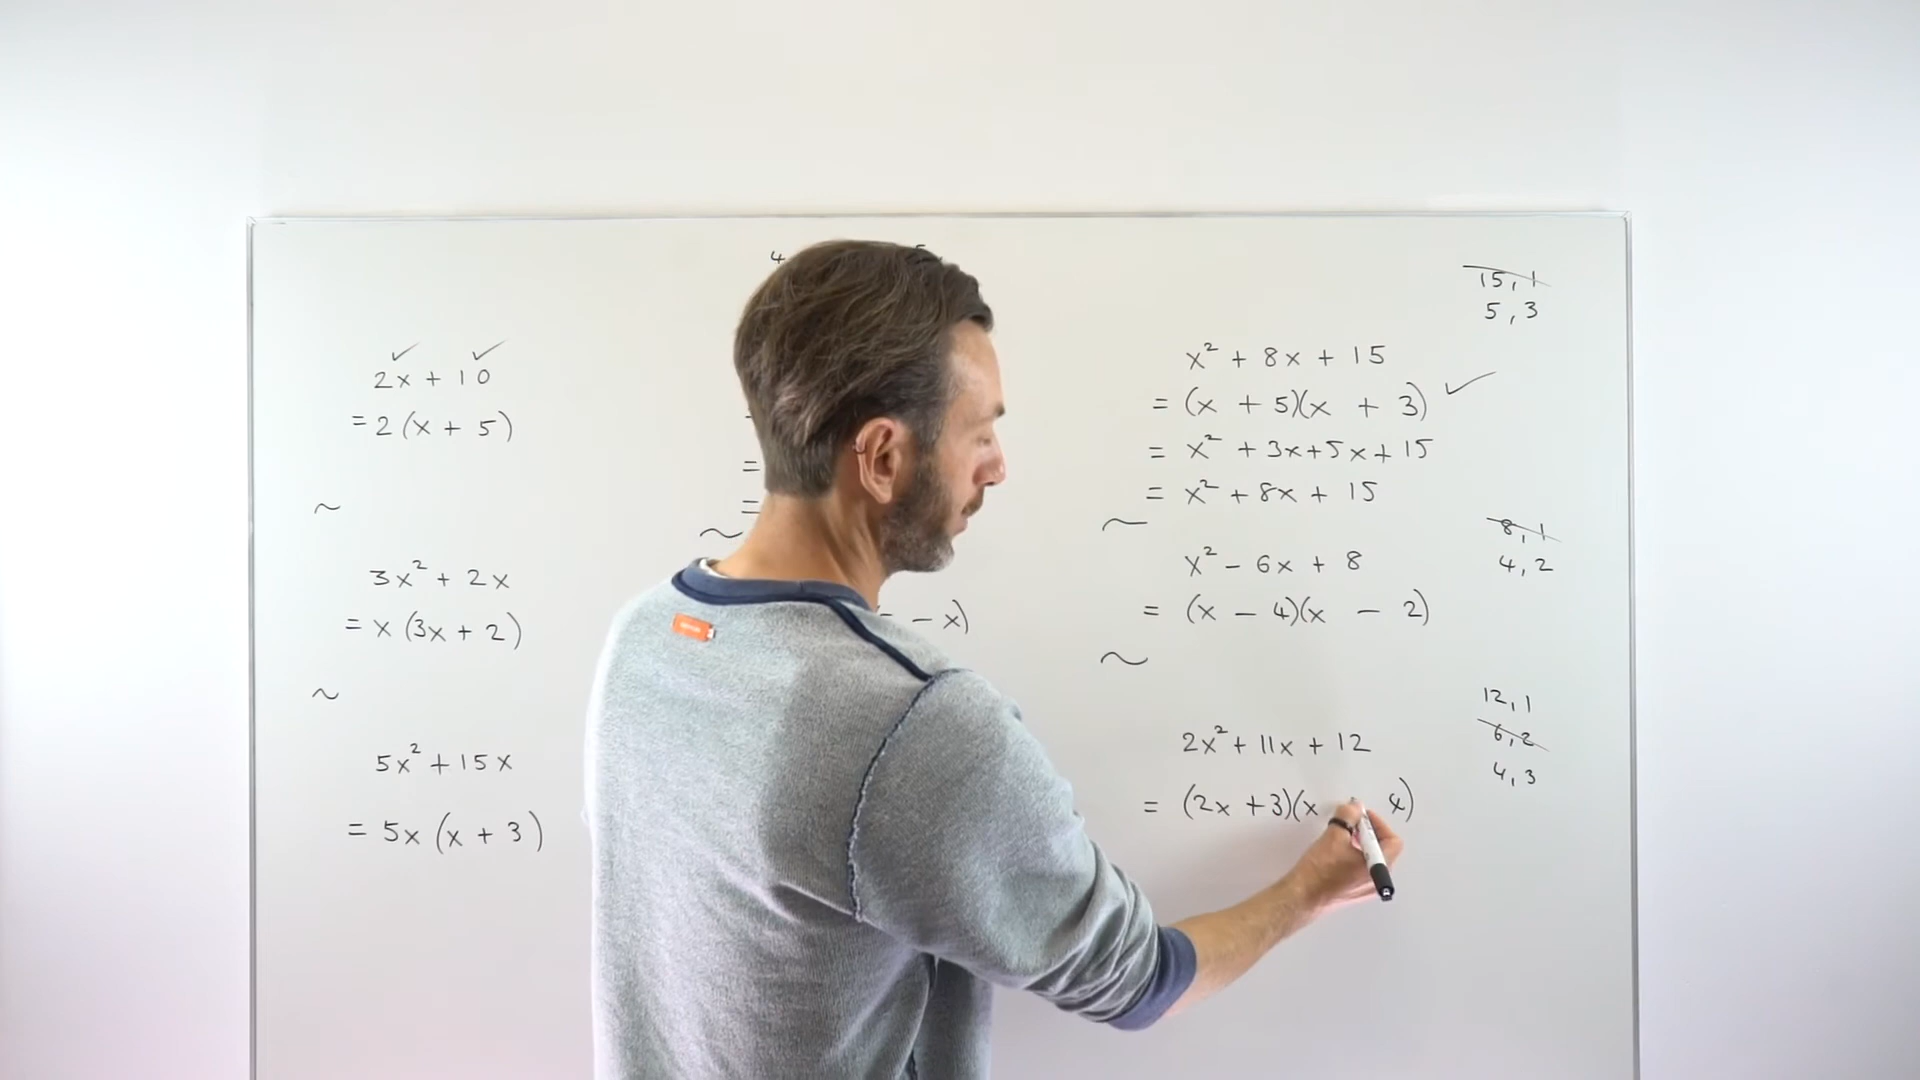 2x + 10
= 2 (x + 5)
~
3x² + 2x
= x (3x + 2)
~
5x² + 15x
= 5x (x + 3)
4
=
=
~
- x)
15, 1
5, 3
x² + 8x + 15
= (x + 5)(x + 3)
= x² + 3x + 5x + 15
= x² + 8x + 15
~
8, 1
4, 2
x² - 6x + 8
= (x - 4)(x - 2)
~
12, 1
6, 2
4, 3
2x² + 11x + 12
= (2x + 3)(x 4)